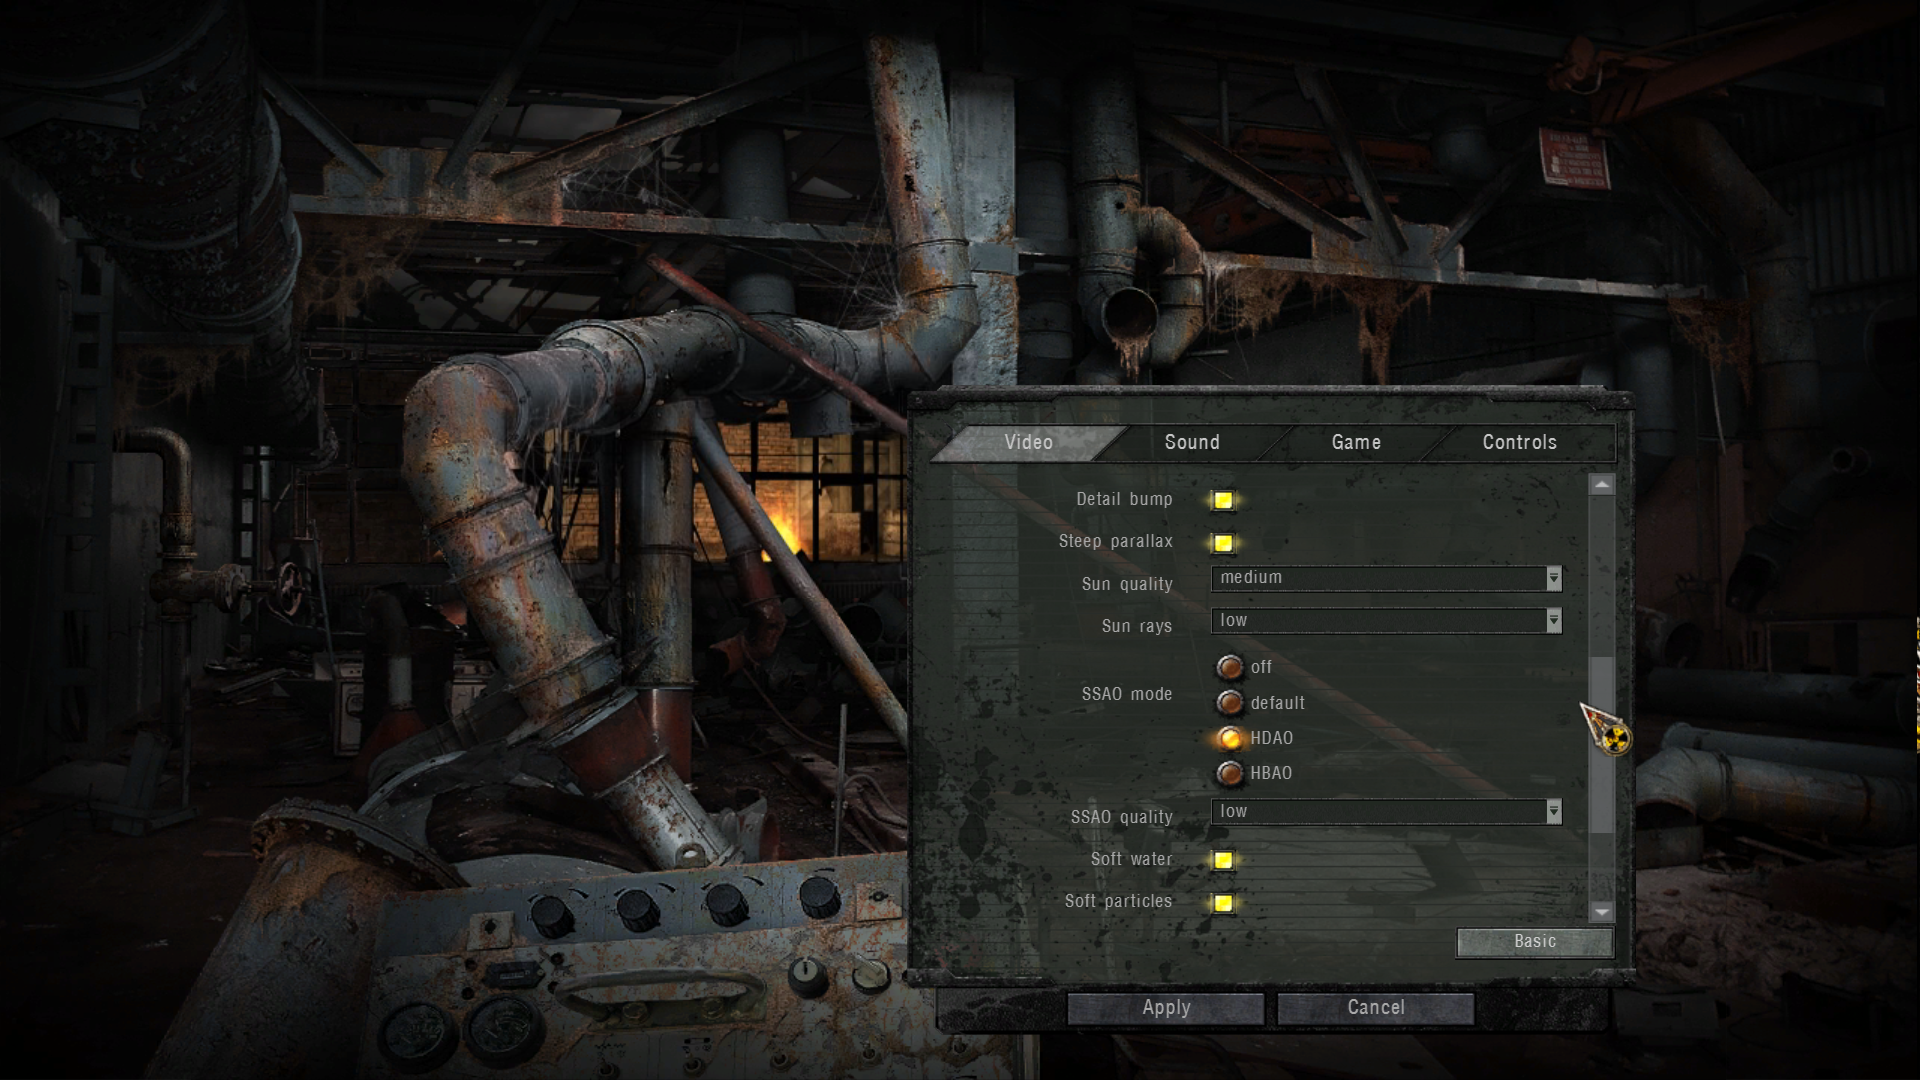 Video Sound Game Controls
Detail bump
Steep parallax
Sun quality medium
Sun rays low
off
SSAO mode default
HDAO
HBAO
SSAO quality low
Soft water
Soft particles
Basic
Apply Cancel